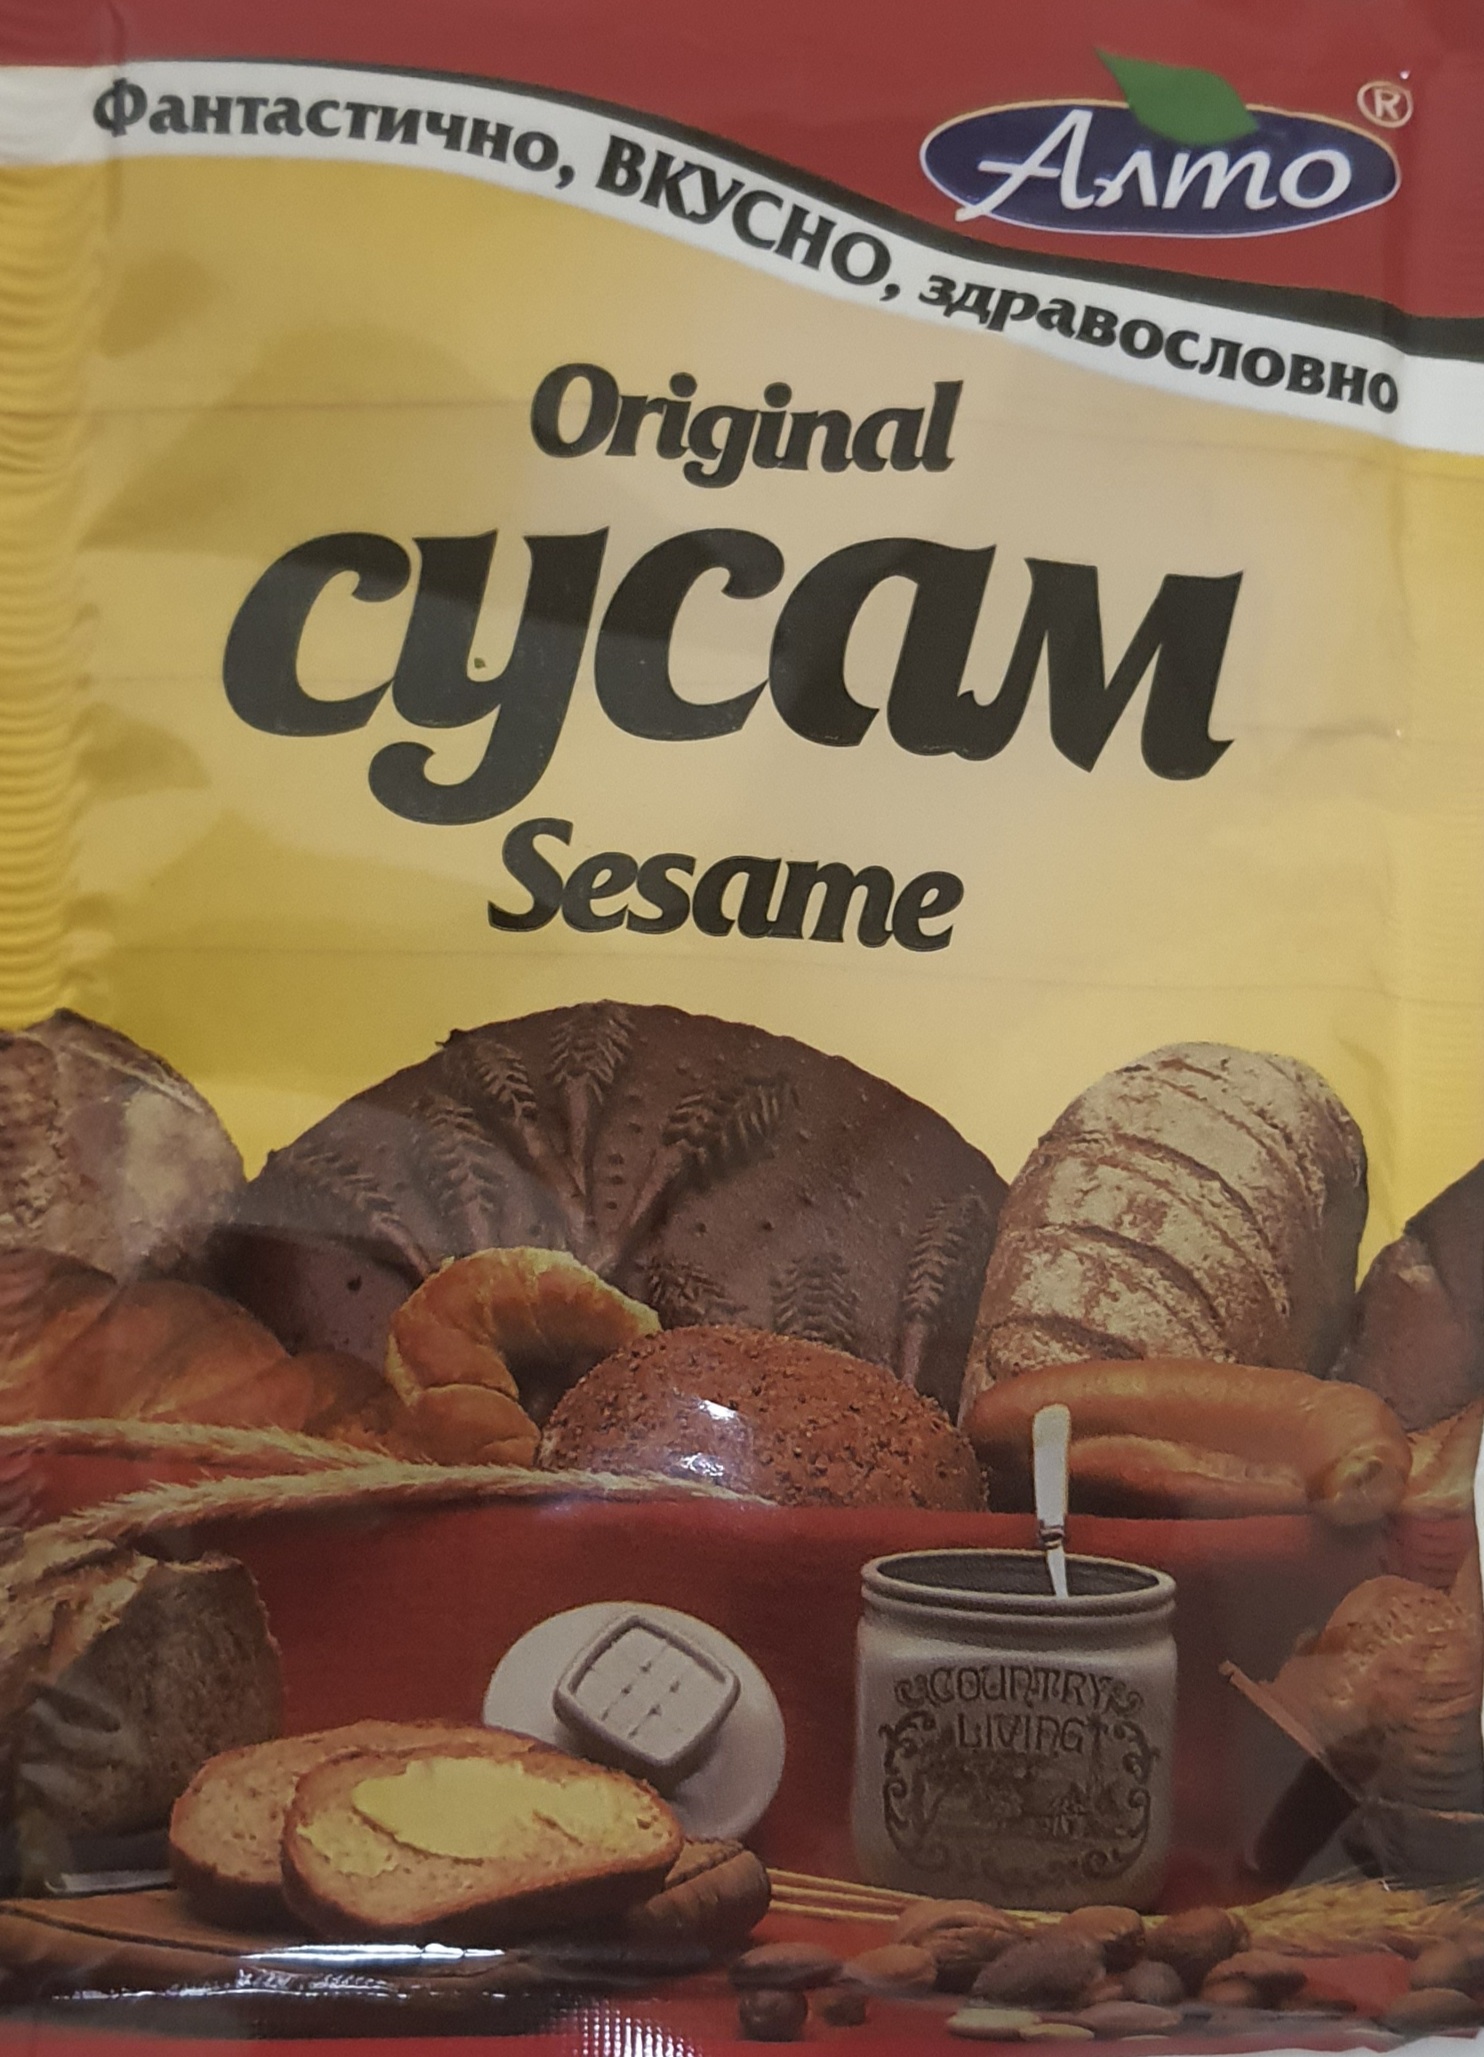 Алто ®
Фантастично, ВКУСНО, здравословно
Original
сусам
Sesame
COUNTRY
LIVING